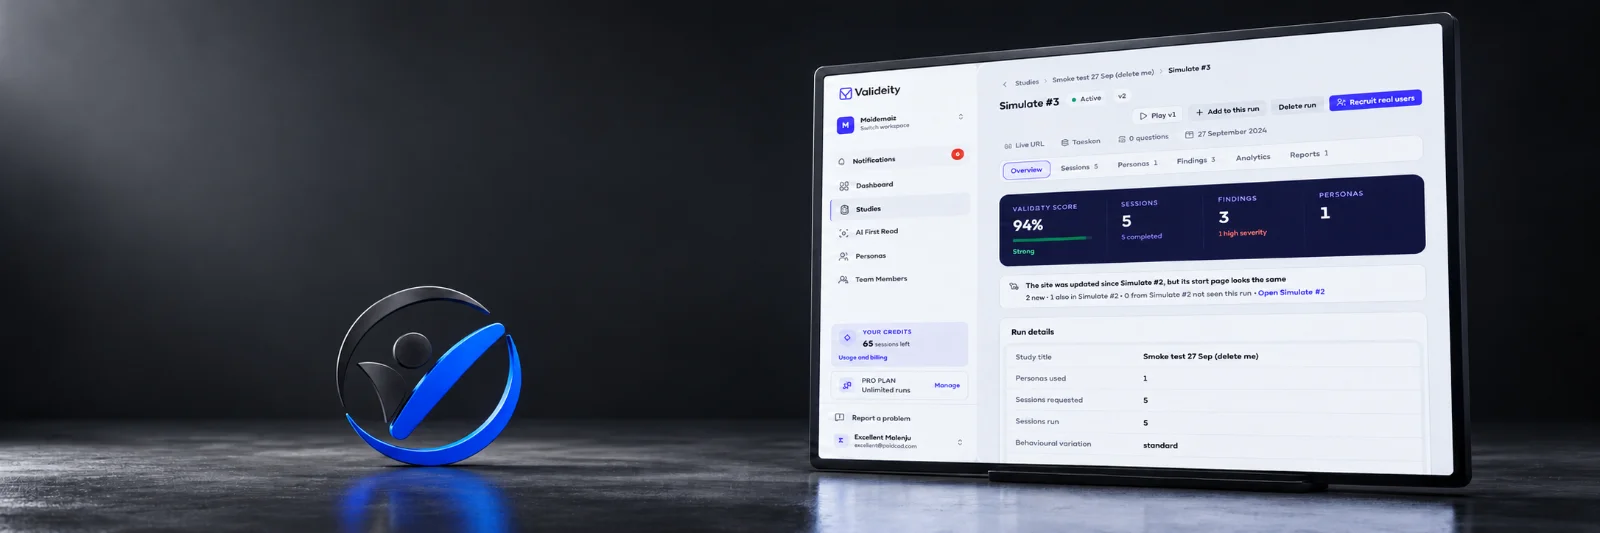 Valideity
M
Moidemaiz
Switch workspace
Notifications
6
Dashboard
Studies
AI First Read
Personas
Team Members
YOUR CREDITS
65 sessions left
Usage and billing
PRO PLAN
Unlimited runs
Manage
Report a problem
Excellent Malenju
Studies > Smoke test 27 Sep (delete me) > Simulate #3
Simulate #3
Active
v2
Play v1
+ Add to this run
Delete run
Recruit real users
Live URL
Taeskon
0 questions
27 September 2024
Overview
Sessions 5
Personas 1
Findings 3
Analytics
Reports 1
VALIDITY SCORE
94%
Strong
SESSIONS
5
5 completed
FINDINGS
3
1 high severity
PERSONAS
1
The site was updated since Simulate #2, but its start page looks the same
2 new • 1 also in Simulate #2 • 0 from Simulate #2 not seen this run • Open Simulate #2
Run details
Study title Smoke test 27 Sep (delete me)
Personas used 1
Sessions requested 5
Sessions run 5
Behavioural variation standard